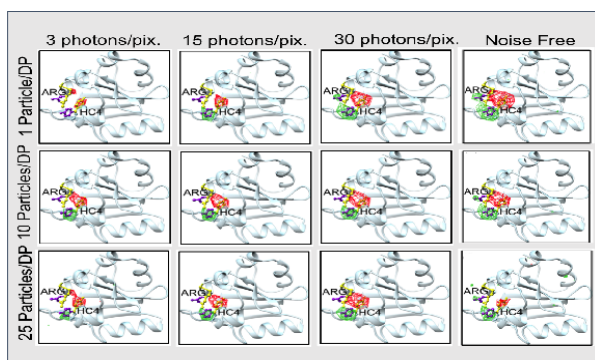 3 photons/pix. 15 photons/pix. 30 photons/pix. Noise Free
1 Particle/DP
ARG HC4 ARG HC4 ARG HC4 ARG HC4
10 Particles/DP
ARG HC4 ARG HC4 ARG HC4 ARG HC4
25 Particles/DP
ARG HC4 ARG HC4 ARG HC4 ARG HC4